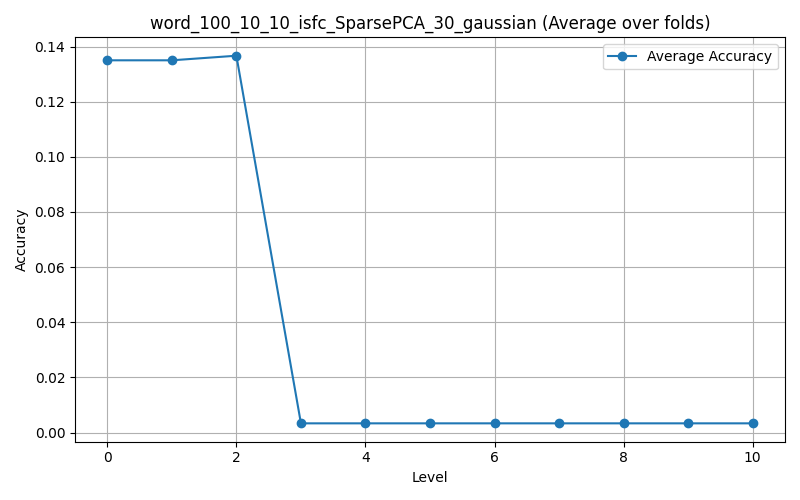 word_100_10_10_isfc_SparsePCA_30_gaussian (Average over folds)
Average Accuracy
0.14
0.12
0.10
0.08
0.06
0.04
0.02
0.00
Accuracy
0 2 4 6 8 10
Level